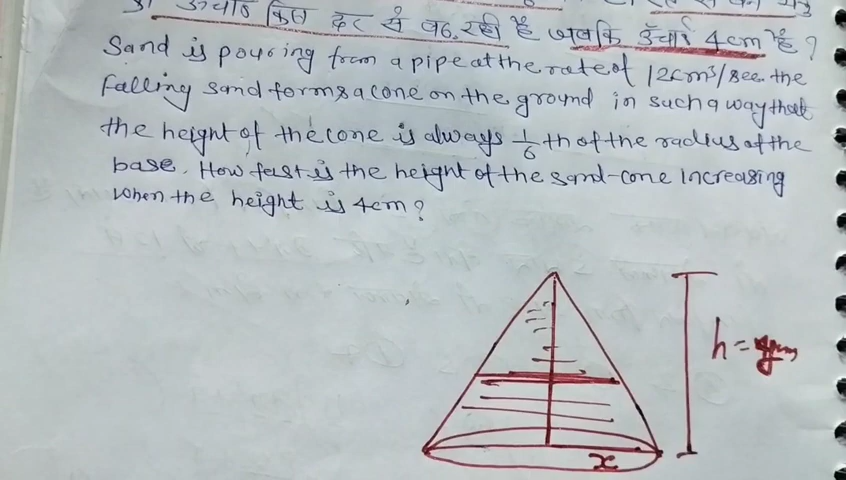 ऊंचाई किस दर से बढ़ रही है जबकि ऊँचाई 4cm है ?
Sand is pouring from a pipe at the rate of 12cm³/sec. the
falling sand forms a cone on the ground in such a way that
the height of the cone is always 1/6 th of the radius of the
base. How fast is the height of the sand-cone increasing
when the height is 4cm?
h =
x